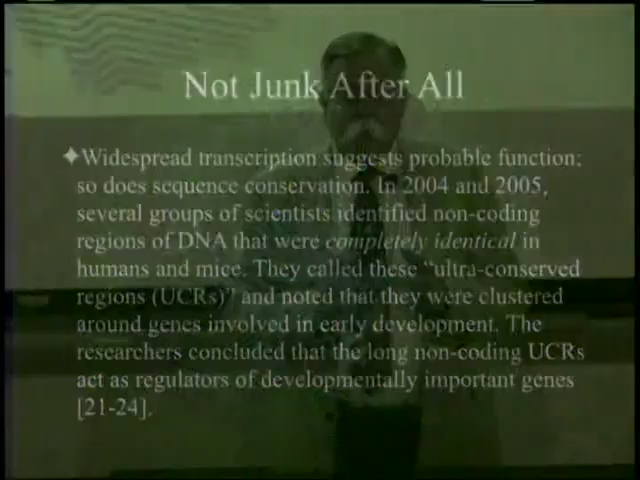 Not Junk After All
✦Widespread transcription suggests probable function;
so does sequence conservation. In 2004 and 2005,
several groups of scientists identified non-coding
regions of DNA that were completely identical in
humans and mice. They called these “ultra-conserved
regions (UCRs)” and noted that they were clustered
around genes involved in early development. The
researchers concluded that the long non-coding UCRs
act as regulators of developmentally important genes
[21-24].